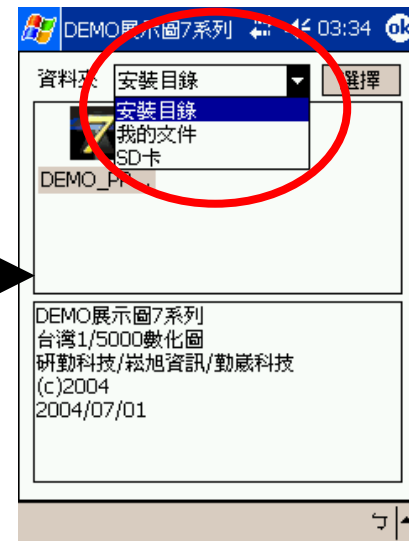 DEMO展示圖7系列 03:34 ok
資料夾 安裝目錄 選擇
安裝目錄
我的文件
SD卡
7
DEMO_PP...
DEMO展示圖7系列
台灣1/5000數化圖
研勤科技/崧旭資訊/勤崴科技
(c)2004
2004/07/01
ㄅ